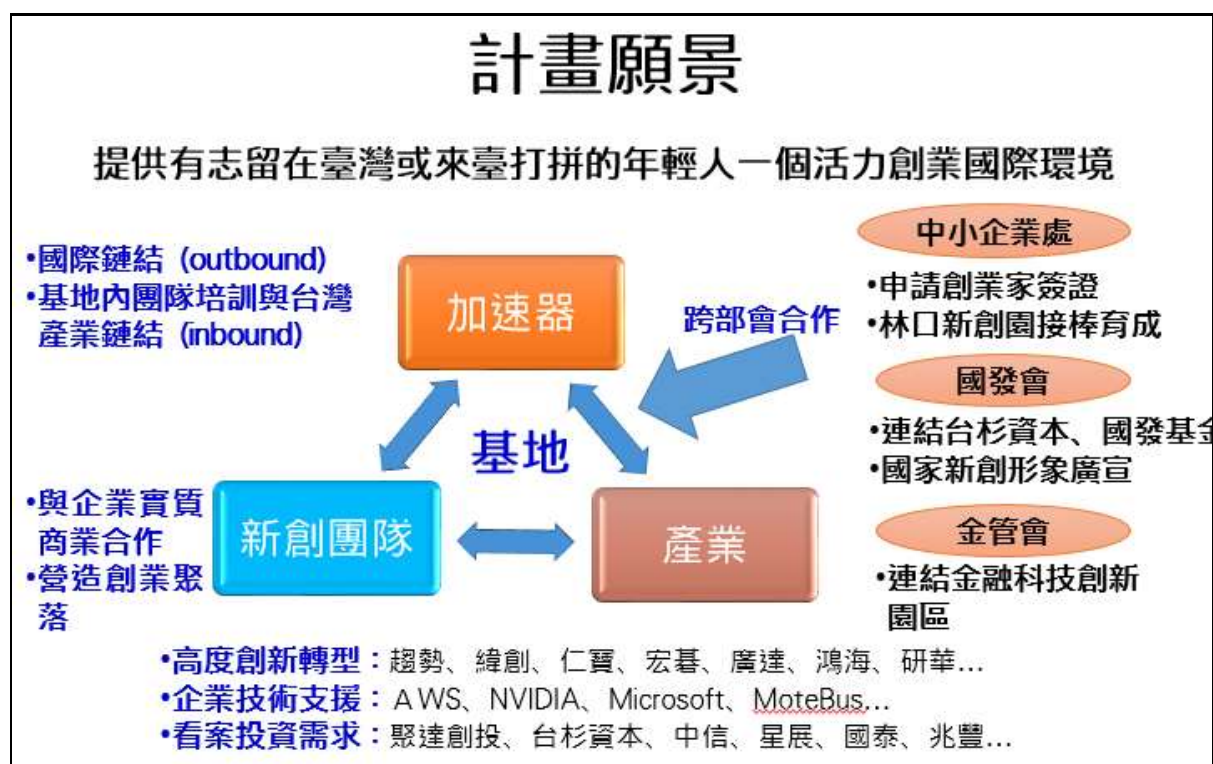 計畫願景
提供有志留在臺灣或來臺打拼的年輕人一個活力創業國際環境
•國際鏈結 (outbound)
•基地內團隊培訓與台灣
產業鏈結 (inbound)
加速器
跨部會合作
中小企業處
•申請創業家簽證
•林口新創園接棒育成
國發會
•連結台杉資本、國發基金
•國家新創形象廣宣
金管會
•連結金融科技創新
園區
基地
•與企業實質
商業合作
•營造創業聚
落
新創團隊
產業
•高度創新轉型：趨勢、緯創、仁寶、宏碁、廣達、鴻海、研華…
•企業技術支援：AWS、NVIDIA、Microsoft、MoteBus…
•看案投資需求：聚達創投、台杉資本、中信、星展、國泰、兆豐…